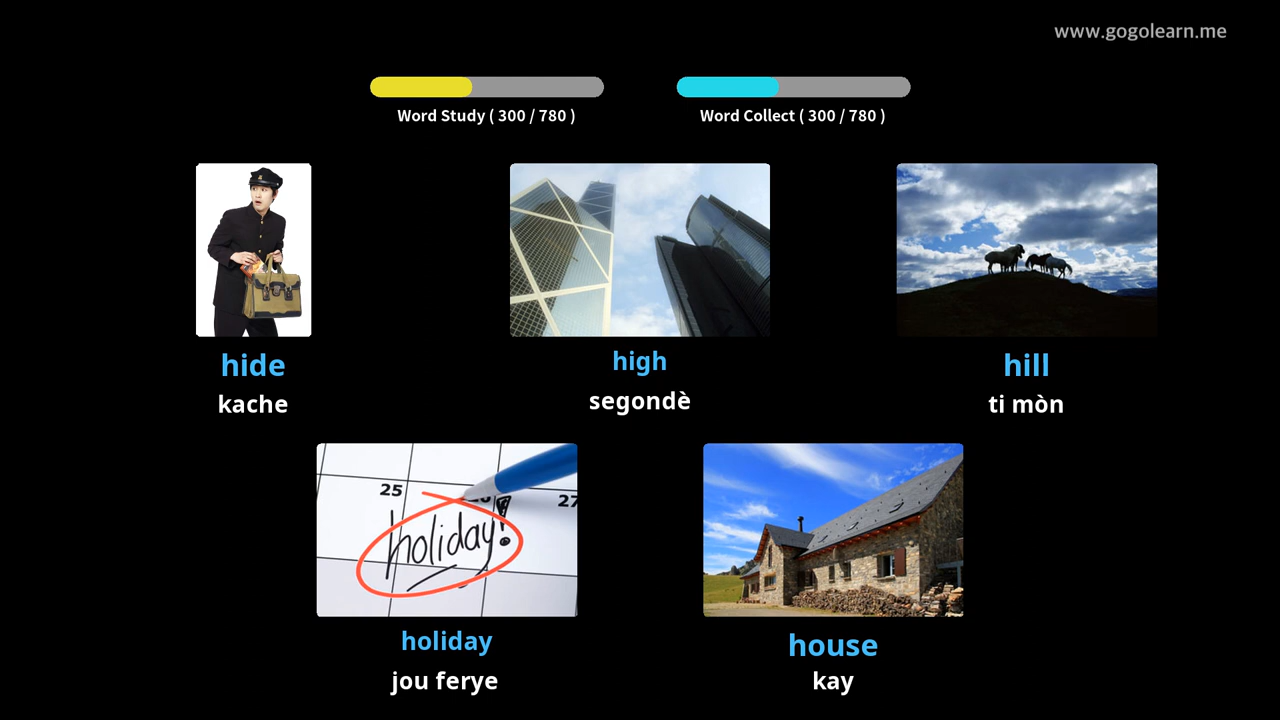 www.gogolearn.me
Word Study ( 300 / 780 )
Word Collect ( 300 / 780 )
hide
kache
high
segondè
hill
ti mòn
25
27
holiday!
holiday
jou ferye
house
kay